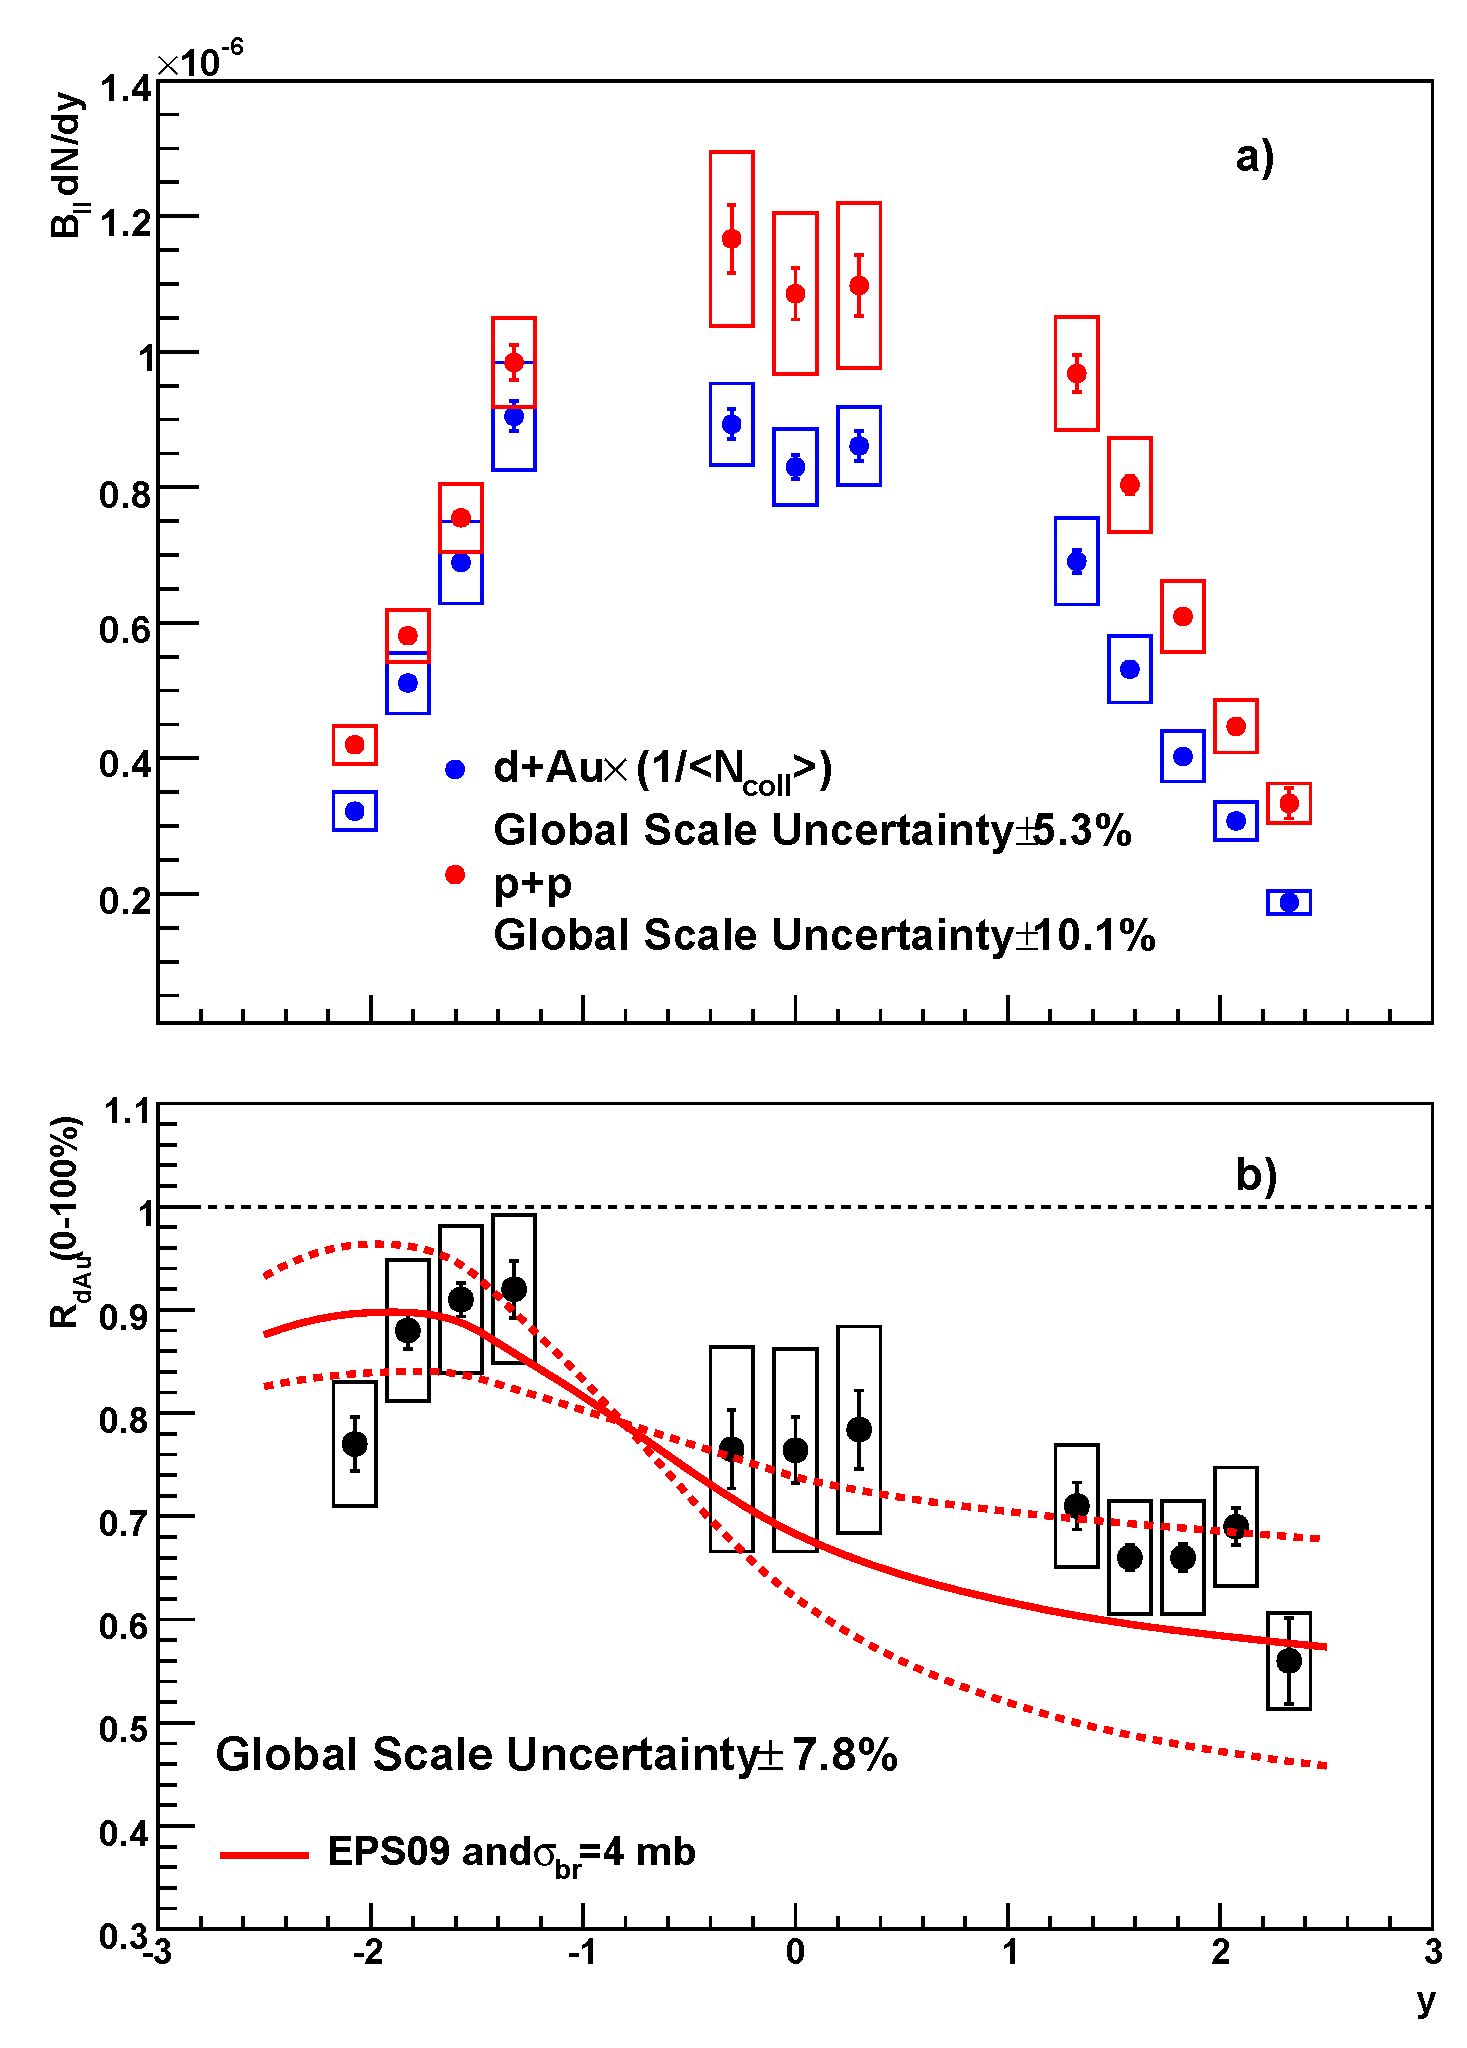 ×10⁻⁶
B_ll dN/dy
1.4
1.2
1
0.8
0.6
0.4
0.2
a)
d+Au×(1/<N_coll>)
Global Scale Uncertainty±5.3%
p+p
Global Scale Uncertainty±10.1%
R_dAu (0-100%)
1.1
1
0.9
0.8
0.7
0.6
0.5
0.4
0.3
b)
Global Scale Uncertainty± 7.8%
EPS09 and σ_br=4 mb
-3 -2 -1 0 1 2 3
y